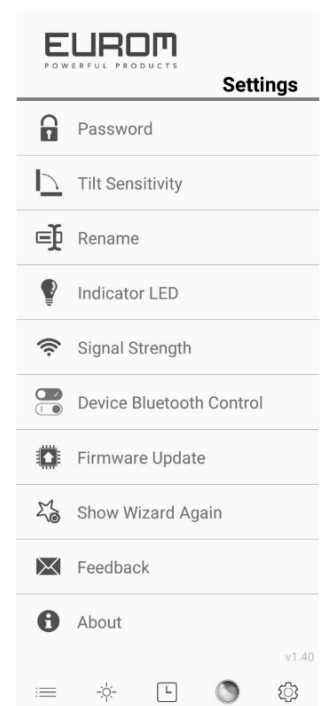 EUROM
POWERFUL PRODUCTS
Settings
Password
Tilt Sensitivity
Rename
Indicator LED
Signal Strength
Device Bluetooth Control
Firmware Update
Show Wizard Again
Feedback
About
v1.40